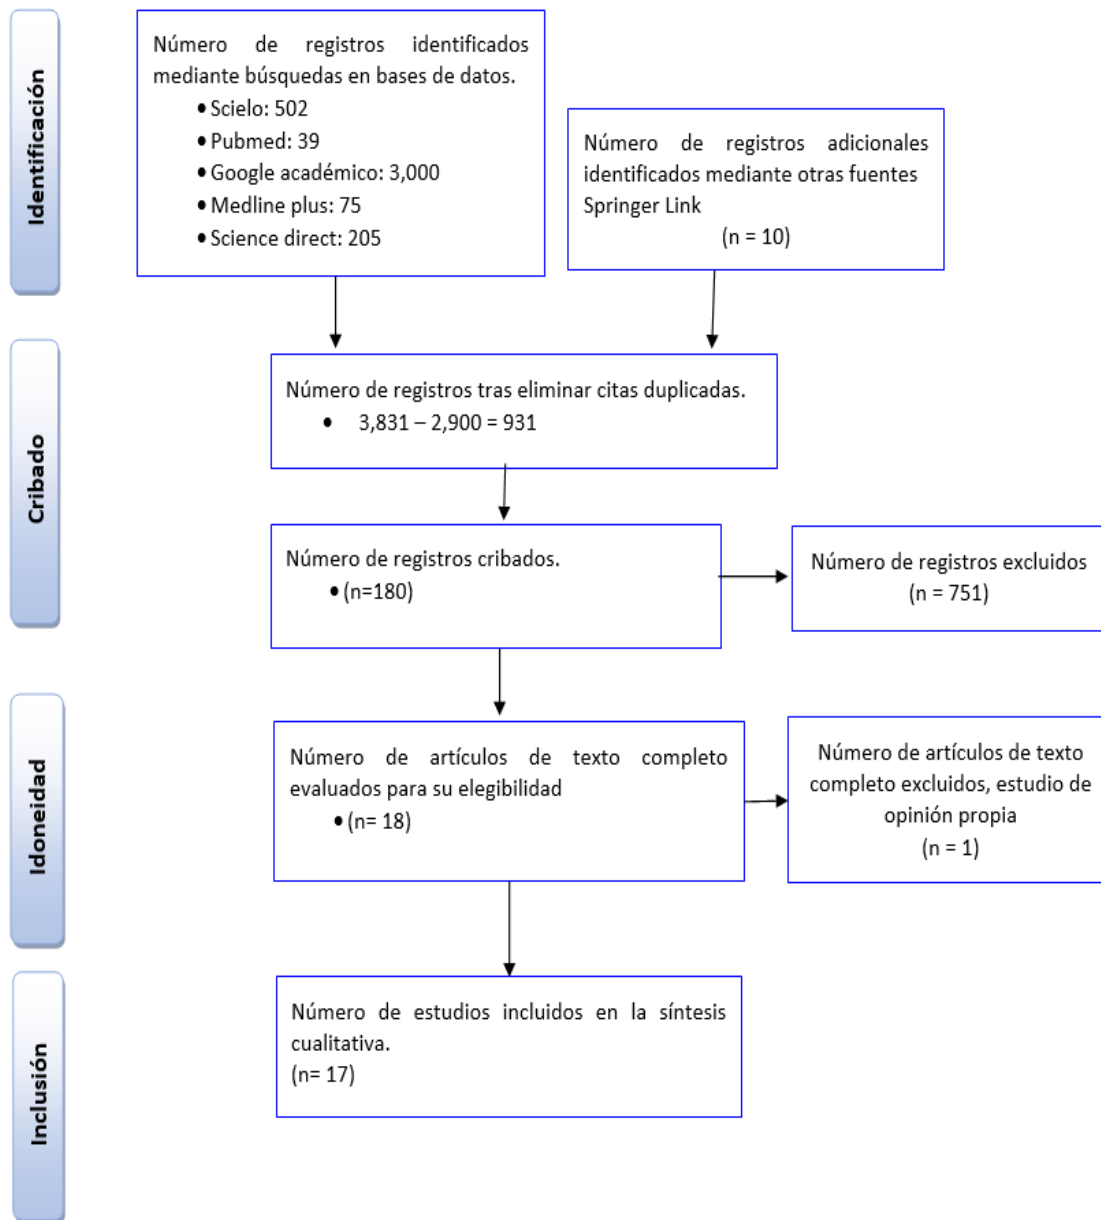 Identificación
Número de registros identificados
mediante búsquedas en bases de datos.
• Scielo: 502
• Pubmed: 39
• Google académico: 3,000
• Medline plus: 75
• Science direct: 205
Número de registros adicionales
identificados mediante otras fuentes
Springer Link
(n = 10)
Cribado
Número de registros tras eliminar citas duplicadas.
• 3,831 – 2,900 = 931
Número de registros cribados.
• (n=180)
Número de registros excluidos
(n = 751)
Idoneidad
Número de artículos de texto completo
evaluados para su elegibilidad
• (n= 18)
Número de artículos de texto
completo excluidos, estudio de
opinión propia
(n = 1)
Inclusión
Número de estudios incluidos en la síntesis
cualitativa.
(n= 17)